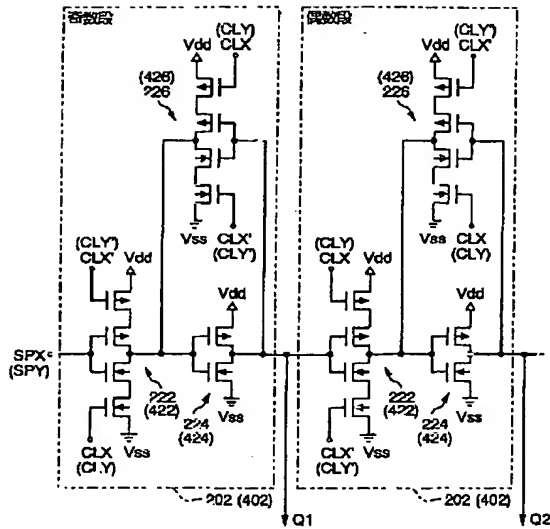 (CLY)
Vdd CLX
(426)
226
Vss CLX'
(CLY')
(CLY')
CLX'
Vdd
Vdd
SPX
(SPY)
222
(422)
224
(424)
Vss
Vss
CLX
(CLY)
202 (402)
Q1
(CLY')
Vdd CLX'
(426)
226
Vss CLX
(CLY)
(CLY)
CLX
Vdd
Vdd
222
(422)
224
(424)
Vss
Vss
CLX'
(CLY')
202 (402)
Q2